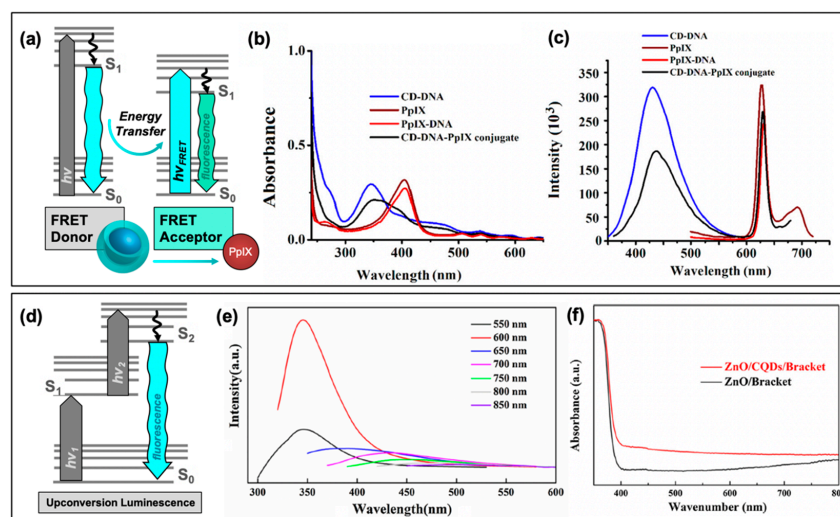 (a)
S1
Energy
Transfer
S1
hν
hνFRET
fluorescence
S0
S0
FRET
Donor
FRET
Acceptor
PpIX
(b)
1.0
0.5
0.0
Absorbance
CD-DNA
PpIX
PpIX-DNA
CD-DNA-PpIX conjugate
300 400 500 600
Wavelength (nm)
(c)
CD-DNA
PpIX
PpIX-DNA
CD-DNA-PpIX conjugate
350
300
250
200
150
100
50
0
Intensity (10³)
400 500 600 700
Wavelength (nm)
(d)
S2
S1
S0
hν2
hν1
fluorescence
Upconversion Luminescence
(e)
Intensity(a.u.)
550 nm
600 nm
650 nm
700 nm
750 nm
800 nm
850 nm
300 350 400 450 500 550 600
Wavelength(nm)
(f)
Absorbance (a.u.)
ZnO/CQDs/Bracket
ZnO/Bracket
400 500 600 700 800
Wavenumber (nm)